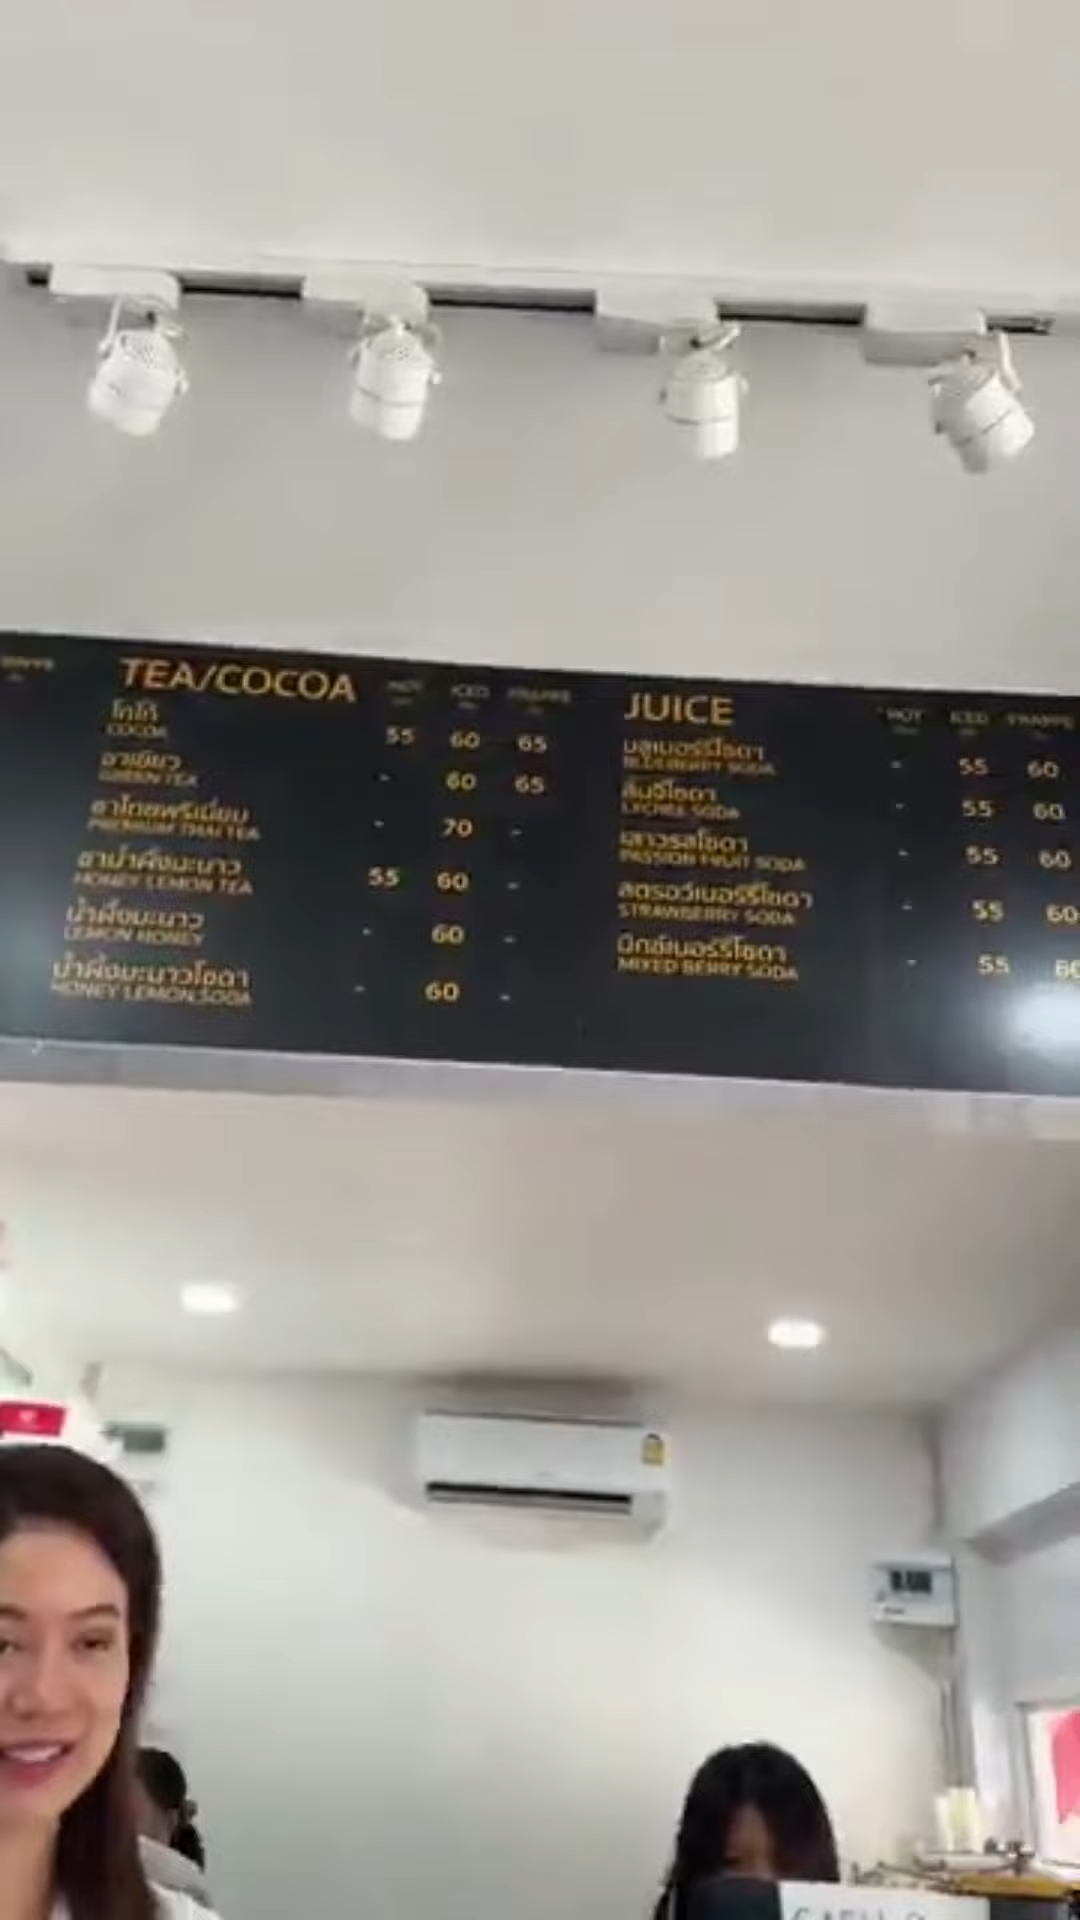 TEA/COCOA HOT ICED FRAPPE
โกโก้
COCOA 55 60 65
ชาเขียว
GREEN TEA - 60 65
ชาไทยพรีเมี่ยม
PREMIUM THAI TEA - 70 -
ชาน้ำผึ้งมะนาว
HONEY LEMON TEA 55 60 -
น้ำผึ้งมะนาว
LEMON HONEY - 60 -
น้ำผึ้งมะนาวโซดา
HONEY LEMON SODA - 60 -
JUICE HOT ICED FRAPPE
บลูเบอร์รี่โซดา
BLUEBERRY SODA - 55 60
ลิ้นจี่โซดา
LYCHEE SODA - 55 60
เสาวรสโซดา
PASSION FRUIT SODA - 55 60
สตรอว์เบอร์รี่โซดา
STRAWBERRY SODA - 55 60
มิกซ์เบอร์รี่โซดา
MIXED BERRY SODA - 55 60